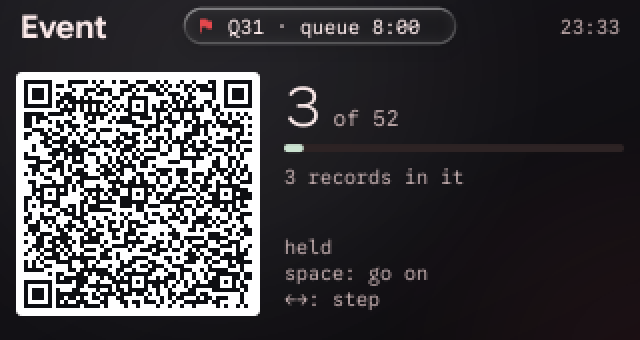 Event
Q31 · queue 8:00
23:33
3 of 52
3 records in it
held
space: go on
↔: step